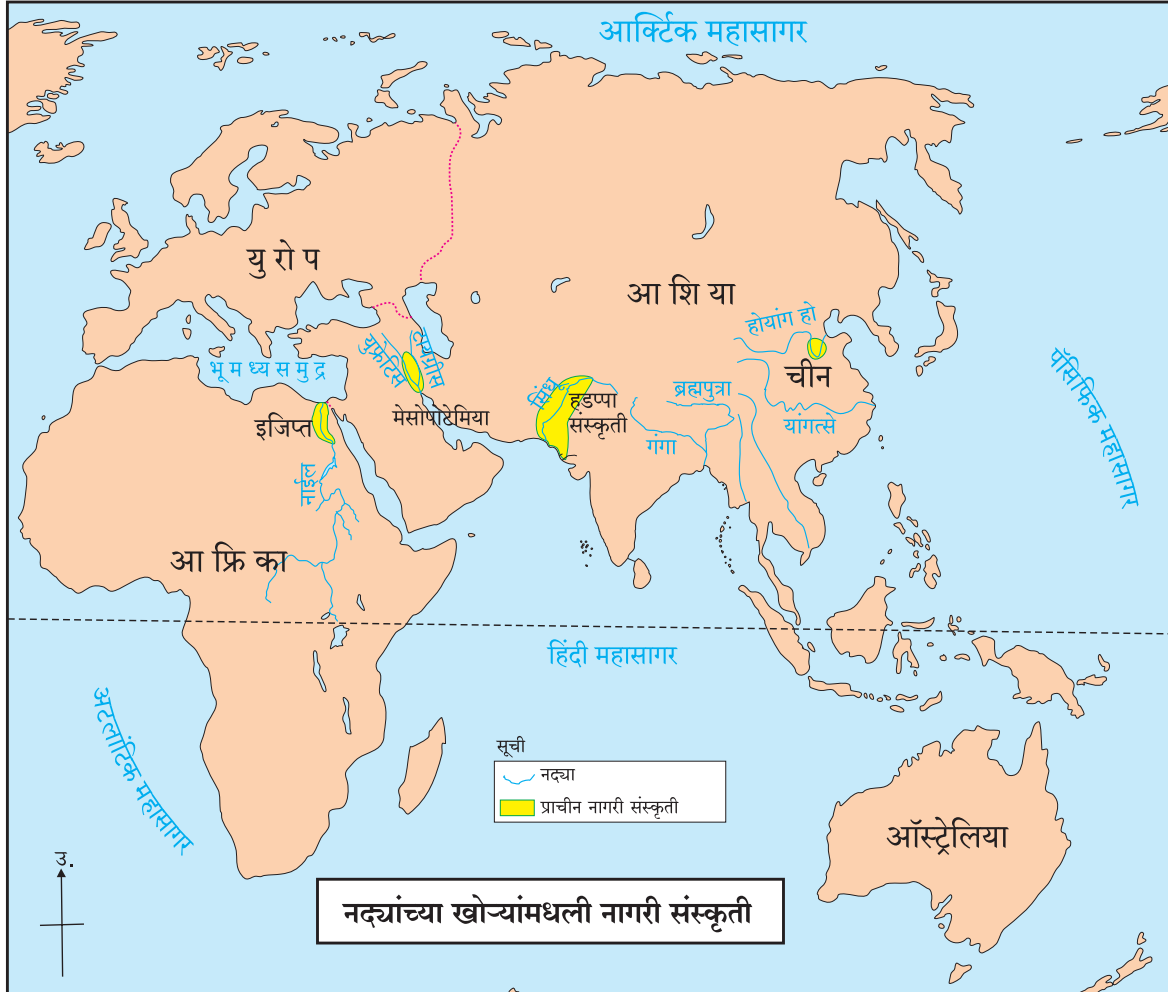 आर्क्टिक महासागर
यु रो प
आ शि या
होयांग हो
टायग्रीस
युफ्रेटिस
भू म ध्य स मु द्र
चीन
पॅसिफिक महासागर
सिंधू
हडप्पा
संस्कृती
ब्रह्मपुत्रा
मेसोपोटेमिया
यांगत्से
इजिप्त
गंगा
नाईल
आ फ्रि का
हिंदी महासागर
अटलांटिक महासागर
सूची
नद्या
प्राचीन नागरी संस्कृती
ऑस्ट्रेलिया
उ.
नद्यांच्या खोऱ्यांमधली नागरी संस्कृती